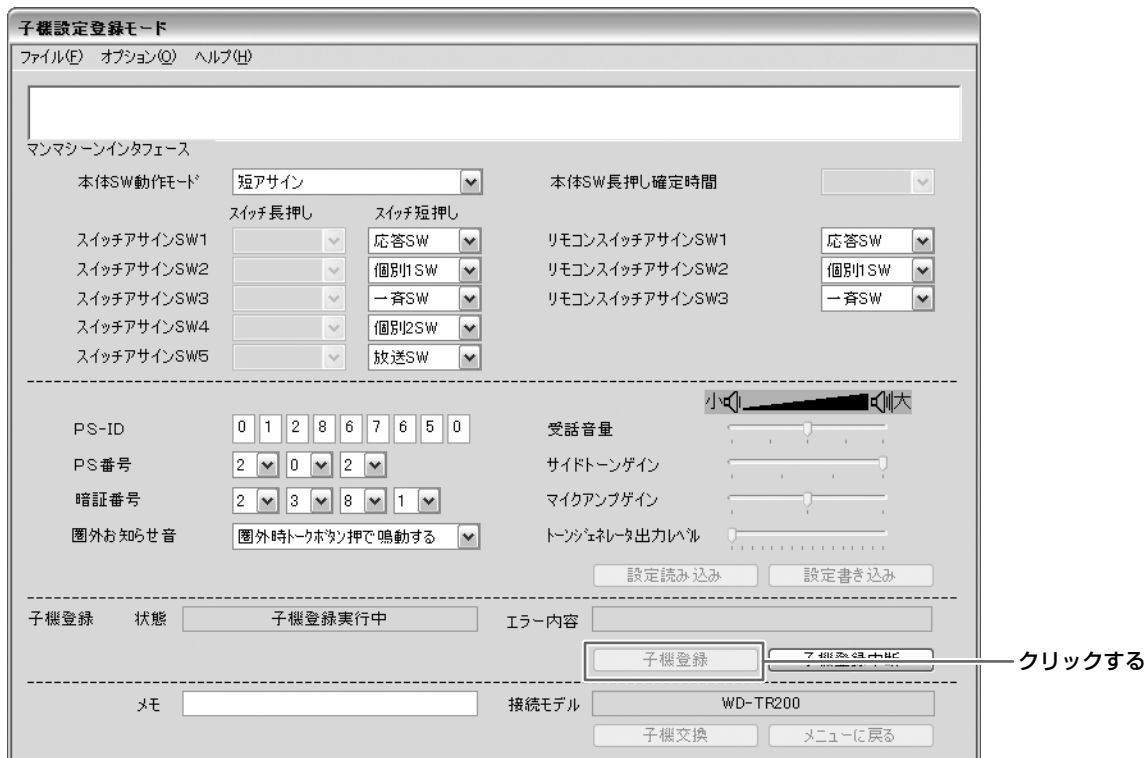 子機設定登録モード
ファイル(F) オプション(O) ヘルプ(H)
マンマシーンインタフェース
本体SW動作モード 短アサイン 本体SW長押し確定時間
スイッチ長押し スイッチ短押し
スイッチアサインSW1 応答SW リモコンスイッチアサインSW1 応答SW
スイッチアサインSW2 個別1SW リモコンスイッチアサインSW2 個別1SW
スイッチアサインSW3 一斉SW リモコンスイッチアサインSW3 一斉SW
スイッチアサインSW4 個別2SW
スイッチアサインSW5 放送SW
小 大
PS-ID 0 1 2 8 6 7 6 5 0 受話音量
PS番号 2 0 2 サイドトーンゲイン
暗証番号 2 3 8 1 マイクアンプゲイン
圏外お知らせ音 圏外時トークボタン押で鳴動する トーンジェネレータ出力レベル
設定読み込み 設定書き込み
子機登録 状態 子機登録実行中 エラー内容
子機登録 子機登録中断 クリックする
メモ 接続モデル WD-TR200
子機交換 メニューに戻る